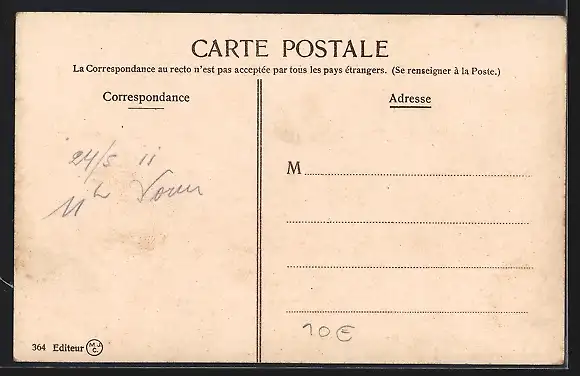 CARTE POSTALE
La Correspondance au recto n'est pas acceptée par tous les pays étrangers. (Se renseigner à la Poste.)
Correspondance
Adresse
24/5 11
11h
M
10€
364 Editeur M.J.C.